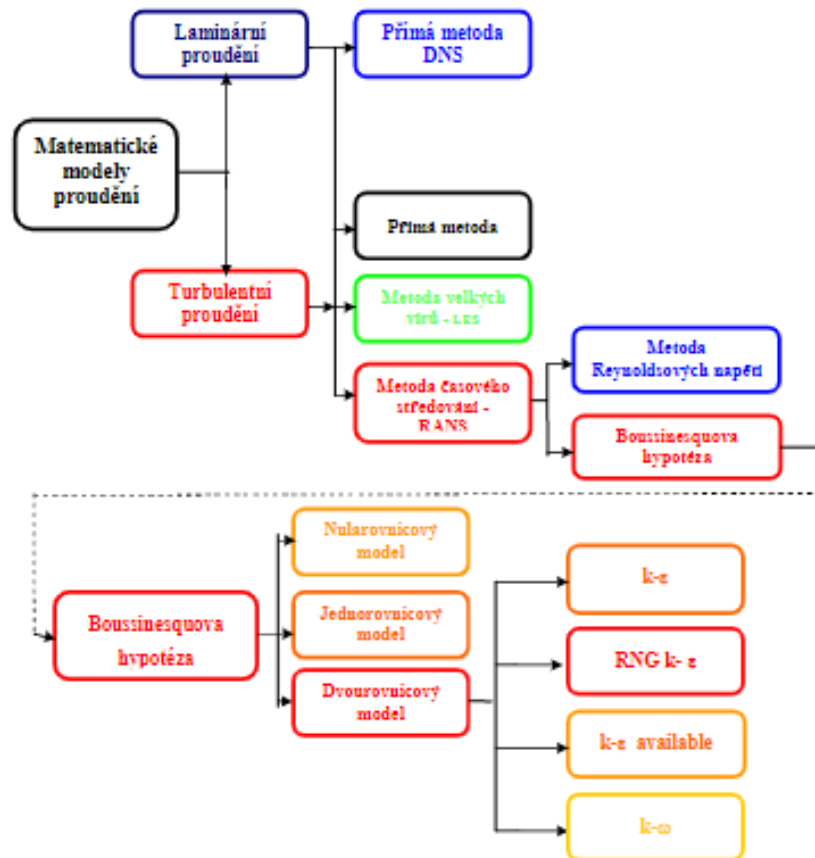 Laminární
proudění
Přímá metoda
DNS
Matematické
modely
proudění
Přímá metoda
Turbulentní
proudění
Metoda velkých
vírů - LES
Metoda časového
středování -
RANS
Metoda
Reynoldsových napětí
Boussinesquova
hypotéza
Boussinesquova
hypotéza
Nularovnicový
model
Jednorovnicový
model
Dvourovnicový
model
k-ε
RNG k- ε
k-ε available
k-ω